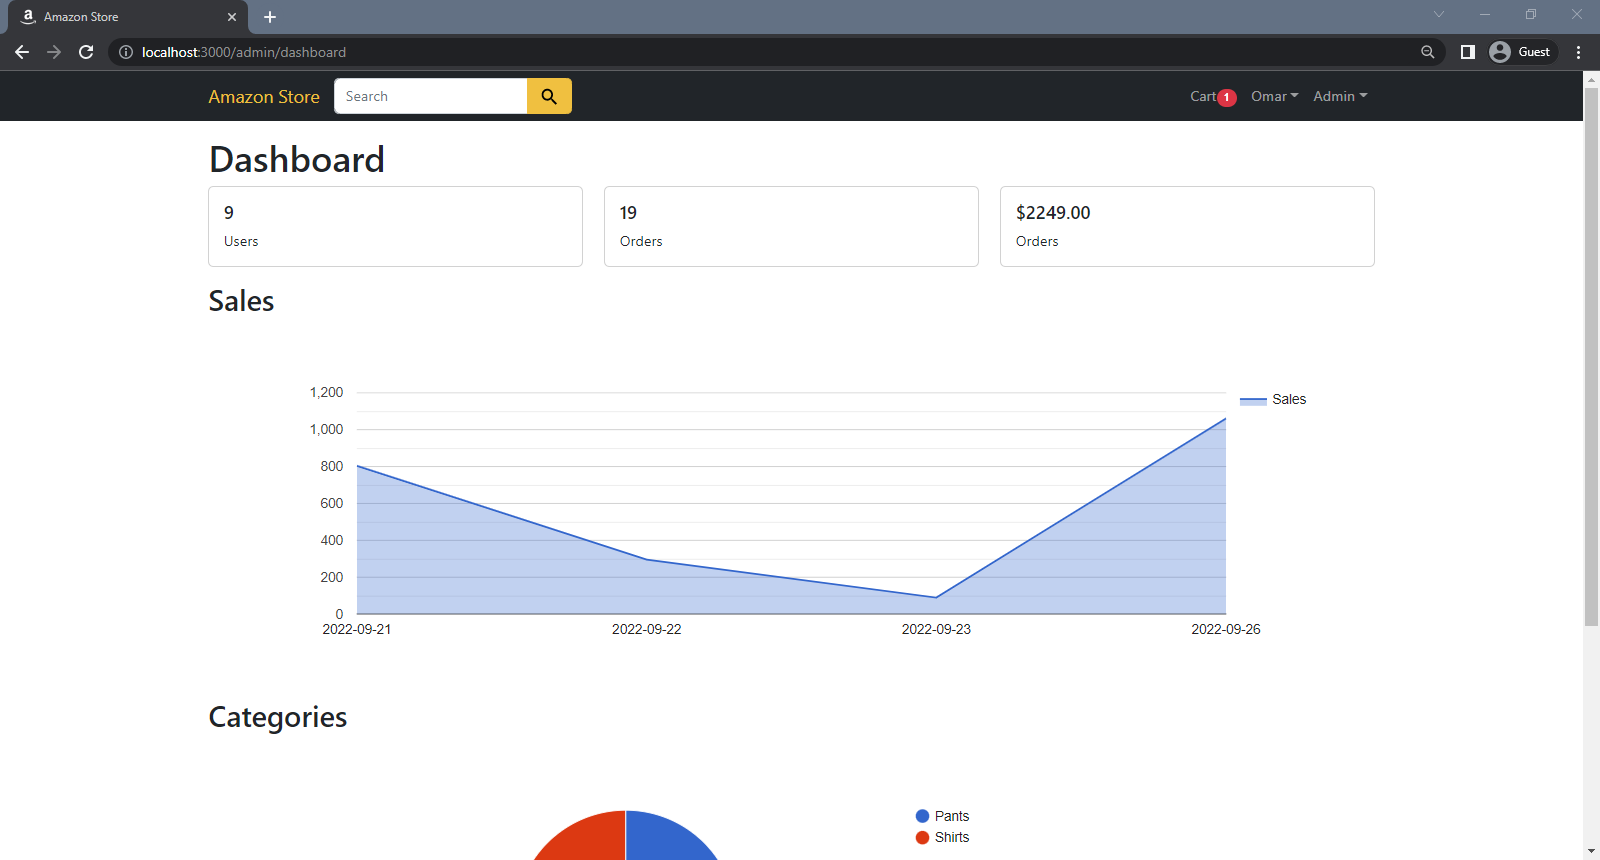 Amazon Store
localhost:3000/admin/dashboard
Guest
Amazon Store
Search
Cart 1
Omar
Admin
Dashboard
9
Users
19
Orders
$2249.00
Orders
Sales
1,200
1,000
800
600
400
200
0
2022-09-21
2022-09-22
2022-09-23
2022-09-26
Sales
Categories
Pants
Shirts